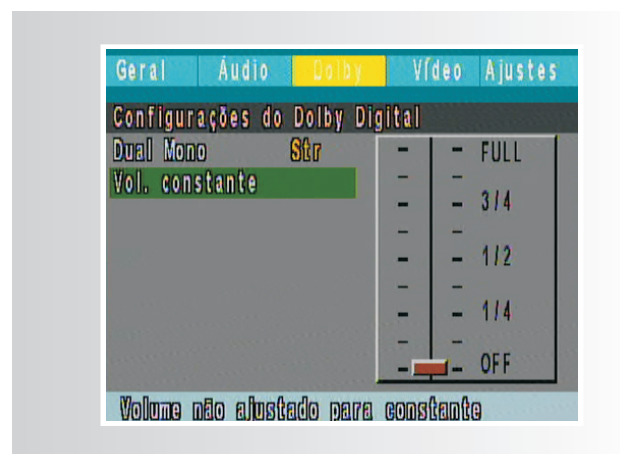 Geral Áudio Dolby Vídeo Ajustes
Configurações do Dolby Digital
Dual Mono Str
Vol. constante
FULL
3/4
1/2
1/4
OFF
Volume não ajustado para constante